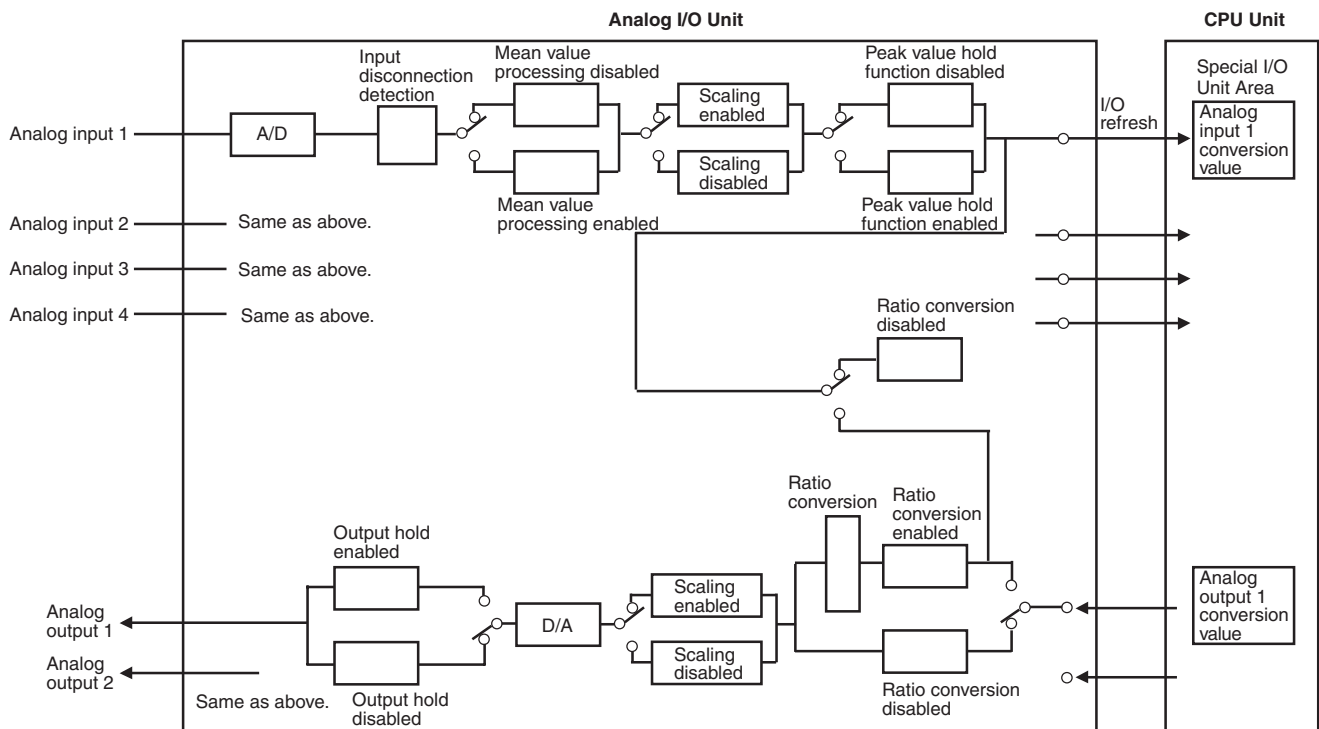 Analog I/O Unit
CPU Unit
Input
disconnection
detection
Mean value
processing disabled
Peak value hold
function disabled
Special I/O
Unit Area
Scaling
enabled
I/O
refresh
Analog input 1
A/D
Analog
input 1
conversion
value
Scaling
disabled
Mean value
processing enabled
Peak value hold
function enabled
Analog input 2
Same as above.
Analog input 3
Same as above.
Analog input 4
Same as above.
Ratio conversion
disabled
Ratio
conversion
Ratio
conversion
enabled
Output hold
enabled
Scaling
enabled
Analog
output 1
conversion
value
Analog
output 1
D/A
Scaling
disabled
Analog
output 2
Same as above.
Output hold
disabled
Ratio conversion
disabled